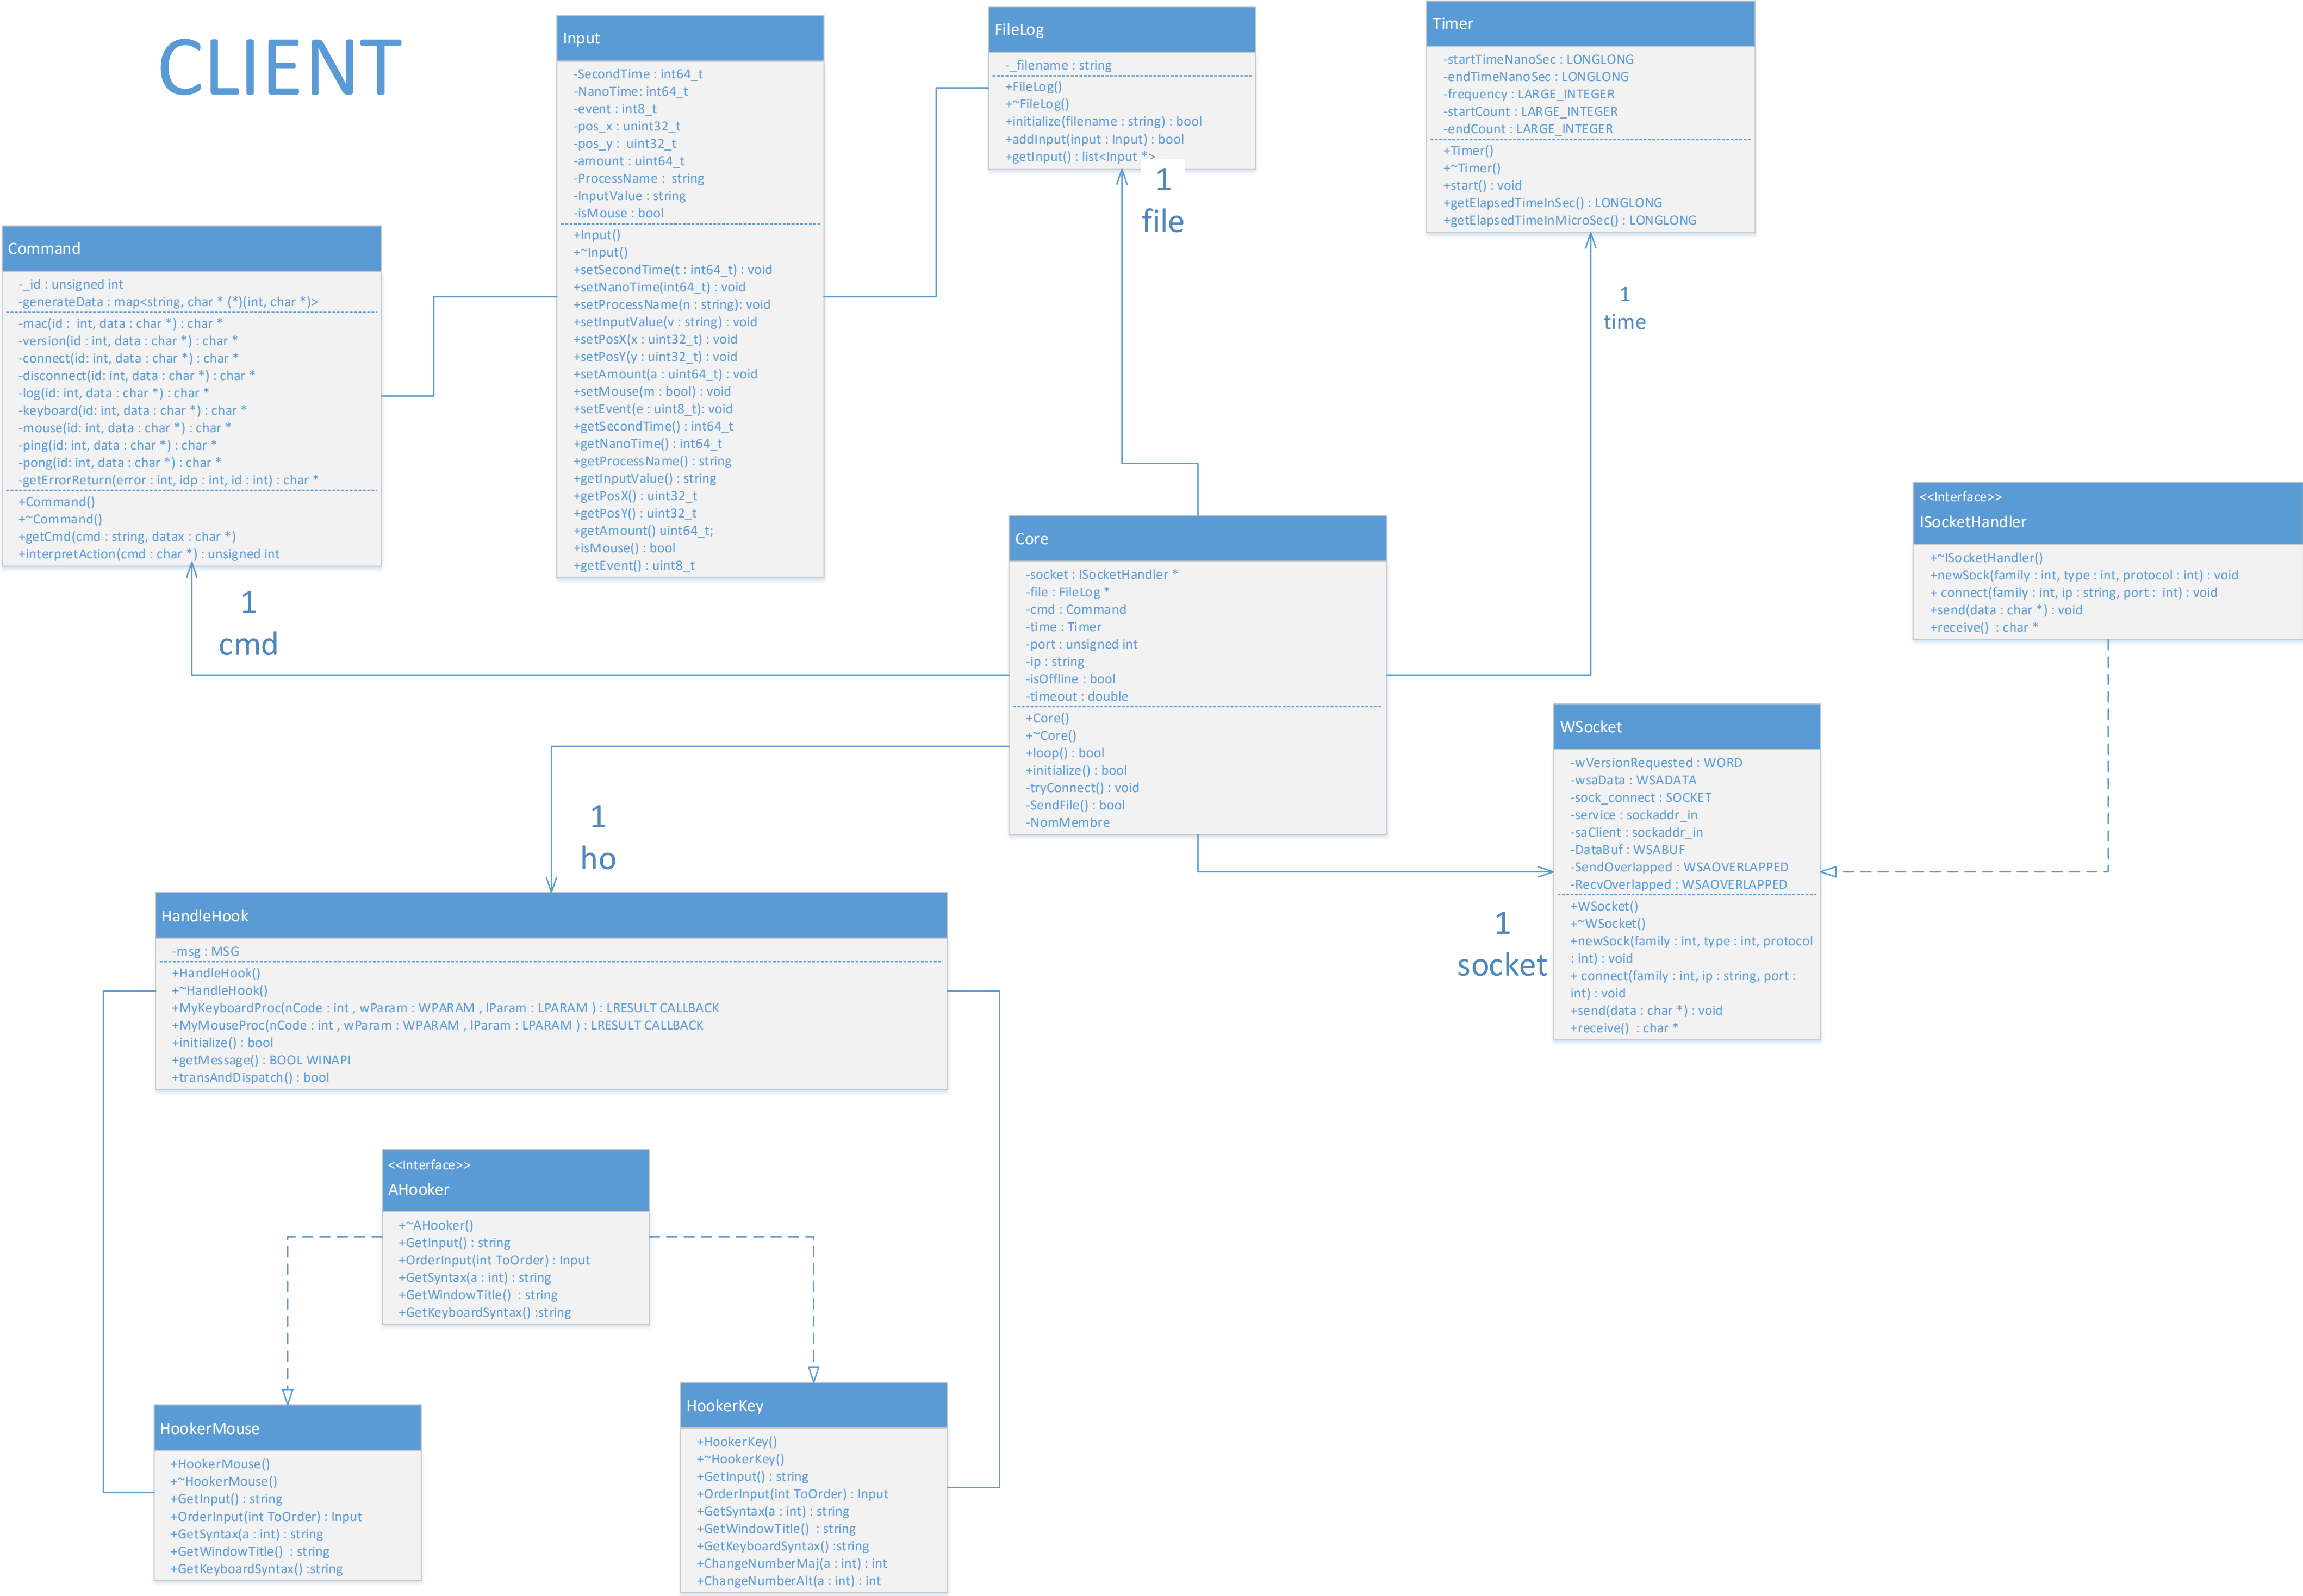 CLIENT
Input
-SecondTime : int64_t
-NanoTime: int64_t
-event : int8_t
-pos_x : unint32_t
-pos_y :  uint32_t
-amount : uint64_t
-ProcessName :  string
-InputValue : string
-isMouse : bool
+Input()
+~Input()
+setSecondTime(t : int64_t) : void
+setNanoTime(int64_t) : void
+setProcessName(n : string): void
+setInputValue(v : string) : void
+setPosX(x : uint32_t) : void
+setPosY(y : uint32_t) : void
+setAmount(a : uint64_t) : void
+setMouse(m : bool) : void
+setEvent(e : uint8_t): void
+getSecondTime() : int64_t
+getNanoTime() : int64_t
+getProcessName() : string
+getInputValue() : string
+getPosX() : uint32_t
+getPosY() : uint32_t
+getAmount() uint64_t;
+isMouse() : bool
+getEvent() : uint8_t
FileLog
-_filename : string
+FileLog()
+~FileLog()
+initialize(filename : string) : bool
+addInput(input : Input) : bool
+getInput() : list<Input *>
1
file
Timer
-startTimeNanoSec : LONGLONG
-endTimeNanoSec : LONGLONG
-frequency : LARGE_INTEGER
-startCount : LARGE_INTEGER
-endCount : LARGE_INTEGER
+Timer()
+~Timer()
+start() : void
+getElapsedTimeInSec() : LONGLONG
+getElapsedTimeInMicroSec() : LONGLONG
1
time
Command
-_id : unsigned int
-generateData : map<string, char * (*)(int, char *)>
-mac(id :  int, data : char *) : char *
-version(id : int, data : char *) : char *
-connect(id: int, data : char *) : char *
-disconnect(id: int, data : char *) : char *
-log(id: int, data : char *) : char *
-keyboard(id: int, data : char *) : char *
-mouse(id: int, data : char *) : char *
-ping(id: int, data : char *) : char *
-pong(id: int, data : char *) : char *
-getErrorReturn(error : int, idp : int, id : int) : char *
+Command()
+~Command()
+getCmd(cmd : string, datax : char *)
+interpretAction(cmd : char *) : unsigned int
1
cmd
Core
-socket : ISocketHandler *
-file : FileLog *
-cmd : Command
-time : Timer
-port : unsigned int
-ip : string
-isOffline : bool
-timeout : double
+Core()
+~Core()
+loop() : bool
+initialize() : bool
-tryConnect() : void
-SendFile() : bool
-NomMembre
<<Interface>>
ISocketHandler
+~ISocketHandler()
+newSock(family : int, type : int, protocol : int) : void
+ connect(family : int, ip : string, port :  int) : void
+send(data : char *) : void
+receive()  : char *
WSocket
-wVersionRequested : WORD
-wsaData : WSADATA
-sock_connect : SOCKET
-service : sockaddr_in
-saClient : sockaddr_in
-DataBuf : WSABUF
-SendOverlapped : WSAOVERLAPPED
-RecvOverlapped : WSAOVERLAPPED
+WSocket()
+~WSocket()
+newSock(family : int, type : int, protocol
: int) : void
+ connect(family : int, ip : string, port :
int) : void
+send(data : char *) : void
+receive()  : char *
1
socket
1
ho
HandleHook
-msg : MSG
+HandleHook()
+~HandleHook()
+MyKeyboardProc(nCode : int , wParam : WPARAM , lParam : LPARAM ) : LRESULT CALLBACK
+MyMouseProc(nCode : int , wParam : WPARAM , lParam : LPARAM ) : LRESULT CALLBACK
+initialize() : bool
+getMessage() : BOOL WINAPI
+transAndDispatch() : bool
<<Interface>>
AHooker
+~AHooker()
+GetInput() : string
+OrderInput(int ToOrder) : Input
+GetSyntax(a : int) : string
+GetWindowTitle()  : string
+GetKeyboardSyntax() :string
HookerMouse
+HookerMouse()
+~HookerMouse()
+GetInput() : string
+OrderInput(int ToOrder) : Input
+GetSyntax(a : int) : string
+GetWindowTitle()  : string
+GetKeyboardSyntax() :string
HookerKey
+HookerKey()
+~HookerKey()
+GetInput() : string
+OrderInput(int ToOrder) : Input
+GetSyntax(a : int) : string
+GetWindowTitle()  : string
+GetKeyboardSyntax() :string
+ChangeNumberMaj(a : int) : int
+ChangeNumberAlt(a : int) : int